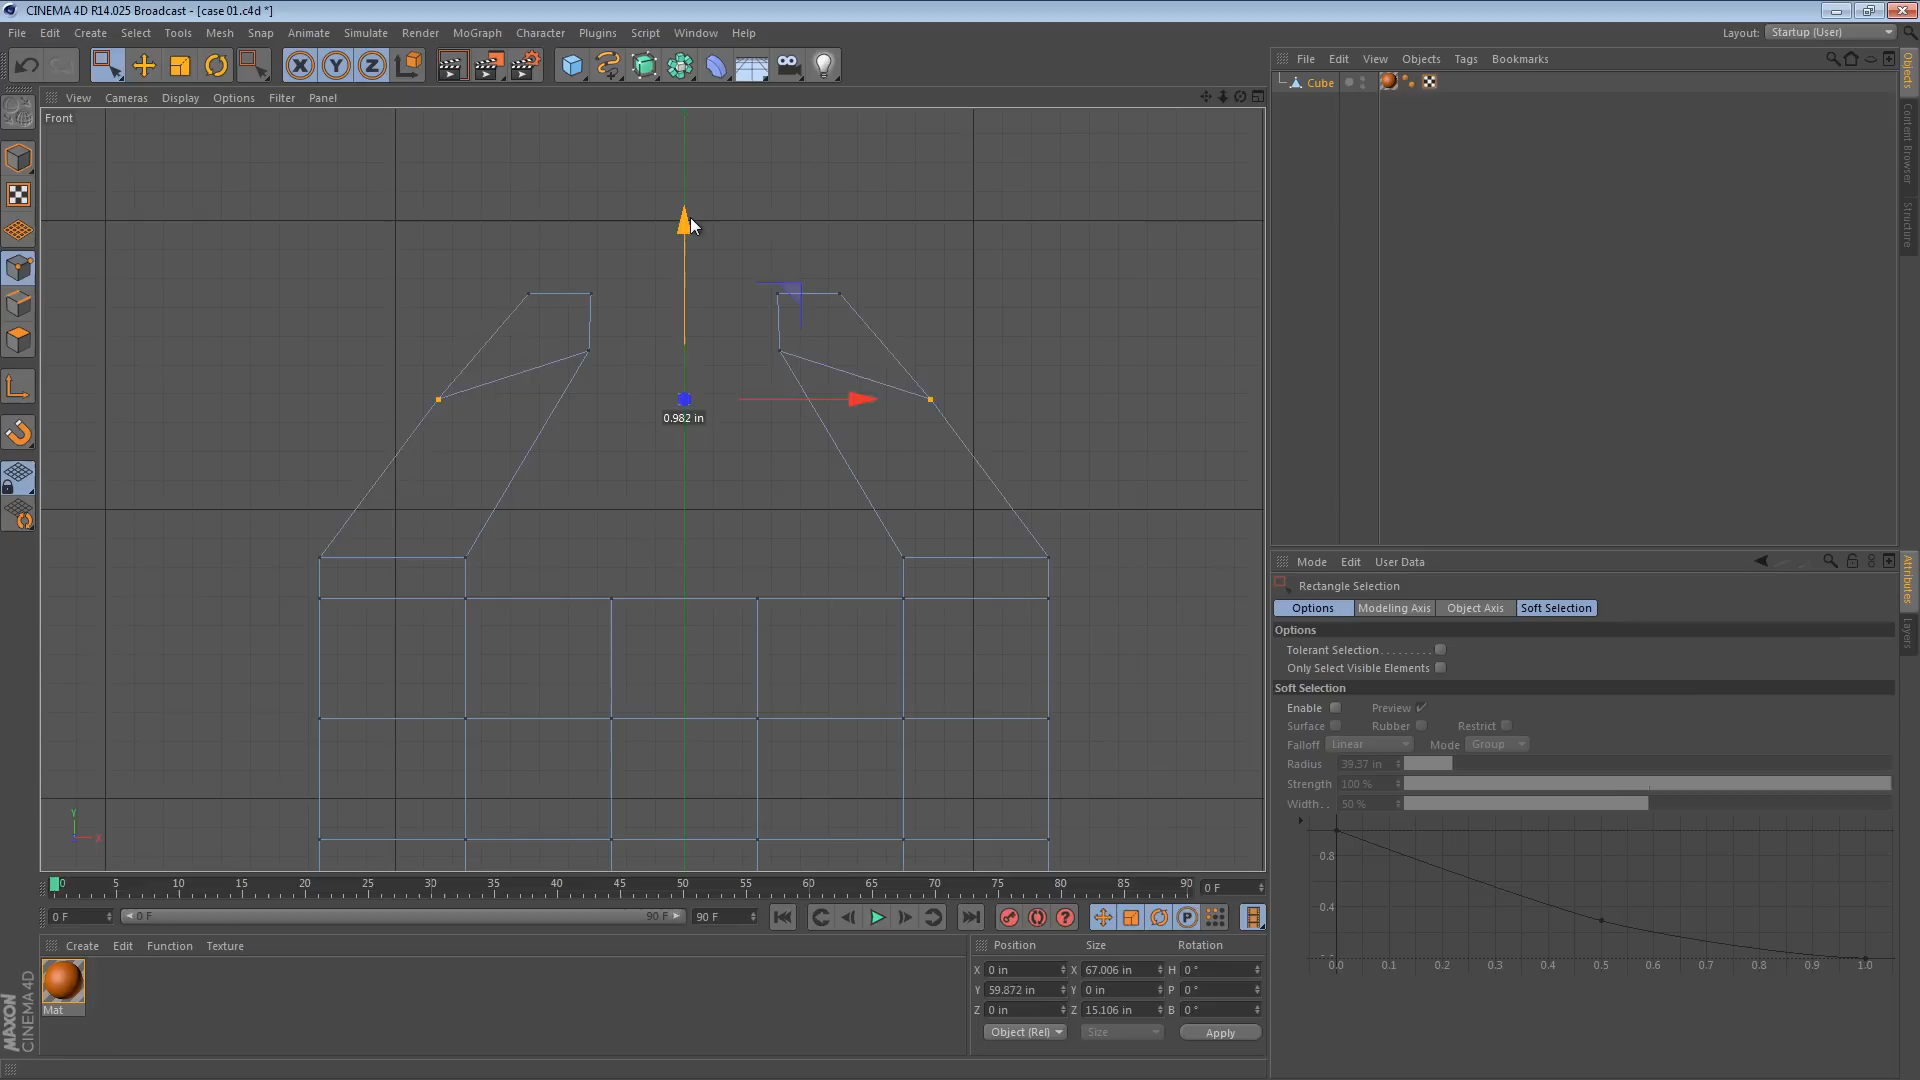 CINEMA 4D R14.025 Broadcast - [case 01.c4d *]
File Edit Create Select Tools Mesh Snap Animate Simulate Render Plugins MoGraph Character Plugins Script Window Help
Layout: Startup (User)
File Edit View Objects Tags Bookmarks
Cube
View Cameras Display Options Filter Panel
Front
0.982 in
Y
X
Objects
Content Browser
Structure
Mode Edit User Data
Rectangle Selection
Options Modeling Axis Object Axis Soft Selection
Options
Tolerant Selection
Only Select Visible Elements
Soft Selection
Enable Preview
Surface Rubber Restrict
Falloff Linear Mode Group
Radius 39.37 in
Strength 100 %
Width 50 %
0.8
0.4
0.0 0.1 0.2 0.3 0.4 0.5 0.6 0.7 0.8 0.9 1.0
Attributes
Layers
0 5 10 15 20 25 30 35 40 45 50 55 60 65 70 75 80 85 90 0 F
0 F 0 F 90 F 90 F
Create Edit Function Texture
Mat
Position Size Rotation
X 0 in X 67.006 in H 0 °
Y 59.872 in Y 0 in P 0 °
Z 0 in Z 15.106 in B 0 °
Object (Rel) Size Apply
MAXON
CINEMA 4D